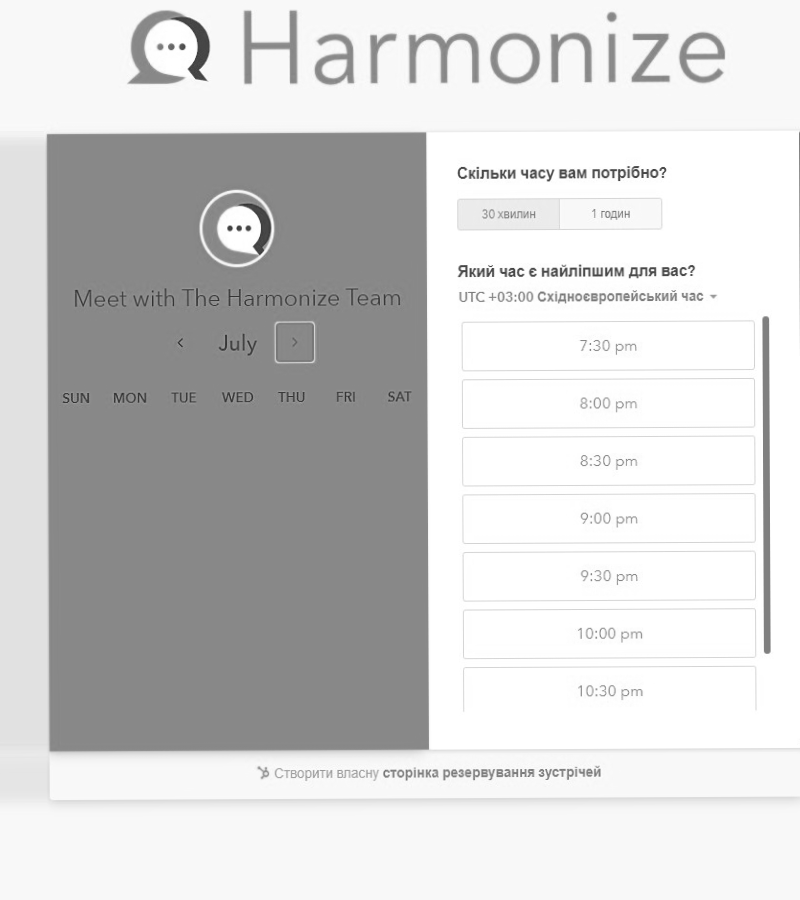 Harmonize
Meet with The Harmonize Team
July
SUN MON TUE WED THU FRI SAT
Скільки часу вам потрібно?
30 хвилин 1 годин
Який час є найліпшим для вас?
UTC +03:00 Східноєвропейський час
7:30 pm
8:00 pm
8:30 pm
9:00 pm
9:30 pm
10:00 pm
10:30 pm
Створити власну сторінка резервування зустрічей